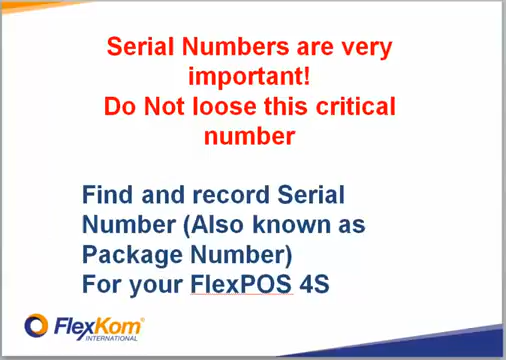 Serial Numbers are very
important!
Do Not loose this critical
number
Find and record Serial
Number (Also known as
Package Number)
For your FlexPOS 4S
FlexKom®
INTERNATIONAL